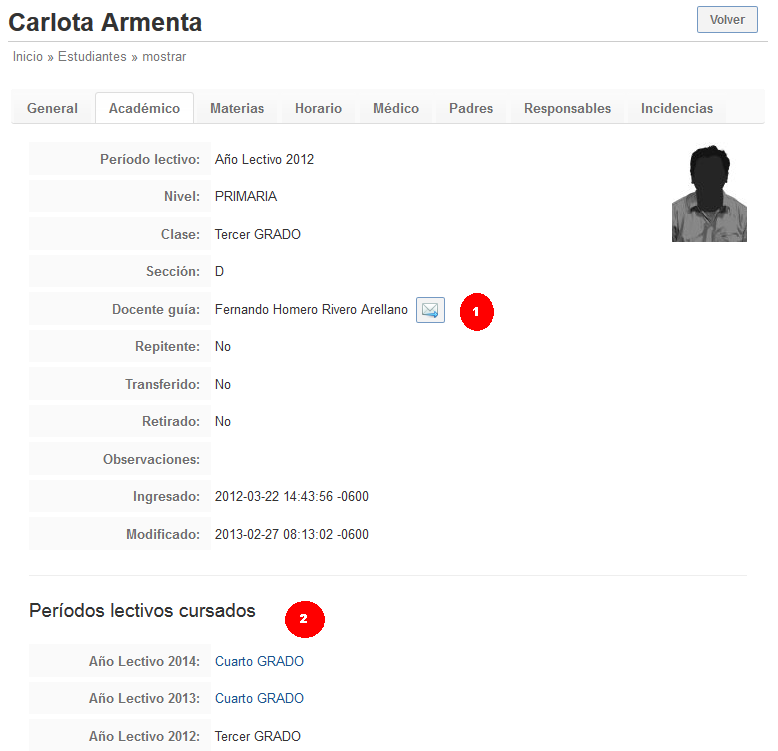 Carlota Armenta
Volver
Inicio » Estudiantes » mostrar
General Académico Materias Horario Médico Padres Responsables Incidencias
Período lectivo: Año Lectivo 2012
Nivel: PRIMARIA
Clase: Tercer GRADO
Sección: D
Docente guía: Fernando Homero Rivero Arellano 1
Repitente: No
Transferido: No
Retirado: No
Observaciones:
Ingresado: 2012-03-22 14:43:56 -0600
Modificado: 2013-02-27 08:13:02 -0600
Períodos lectivos cursados 2
Año Lectivo 2014: Cuarto GRADO
Año Lectivo 2013: Cuarto GRADO
Año Lectivo 2012: Tercer GRADO